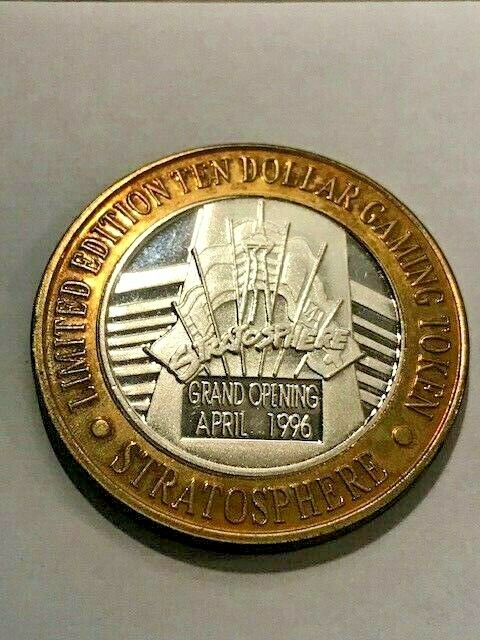 LIMITED EDITION TEN DOLLAR GAMING TOKEN
STRATOSPHERE
GRAND OPENING
APRIL 1996
STRATOSPHERE